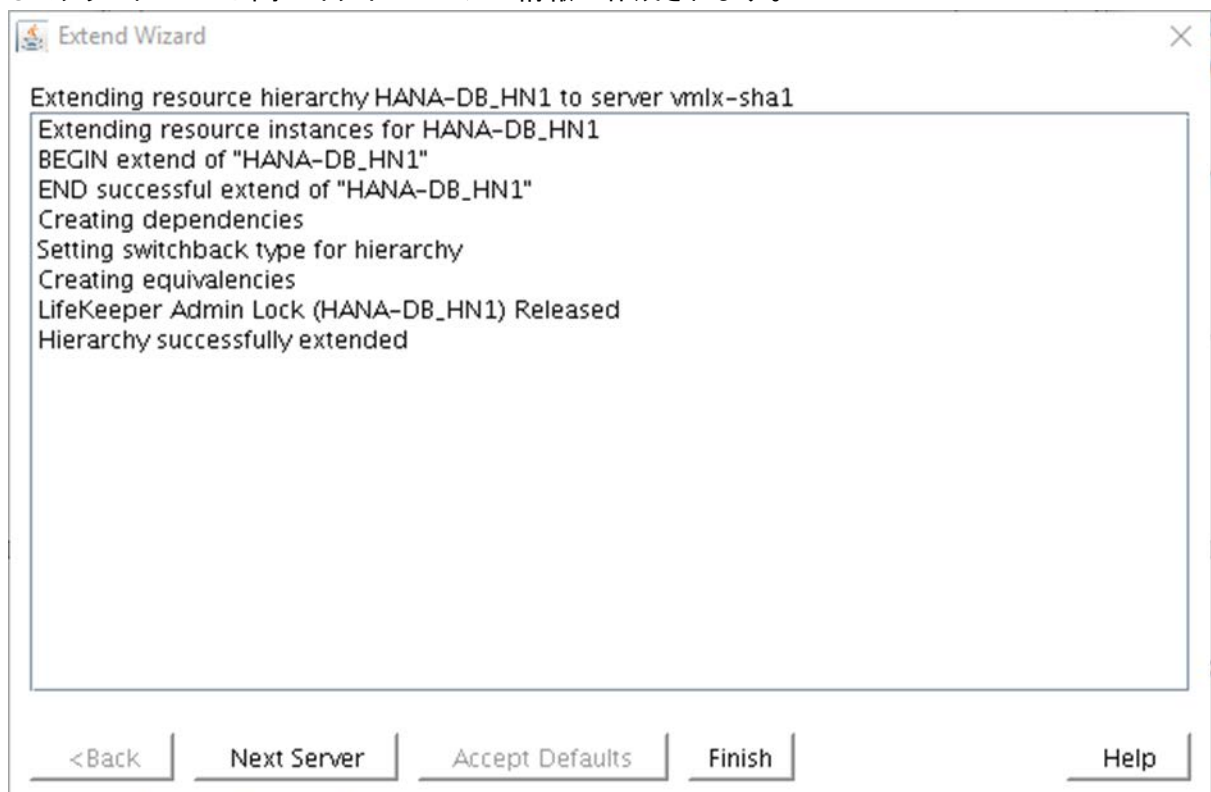 Extend Wizard
Extending resource hierarchy HANA-DB_HN1 to server vmlx-sha1
Extending resource instances for HANA-DB_HN1
BEGIN extend of "HANA-DB_HN1"
END successful extend of "HANA-DB_HN1"
Creating dependencies
Setting switchback type for hierarchy
Creating equivalencies
LifeKeeper Admin Lock (HANA-DB_HN1) Released
Hierarchy successfully extended
<Back
Next Server
Accept Defaults
Finish
Help